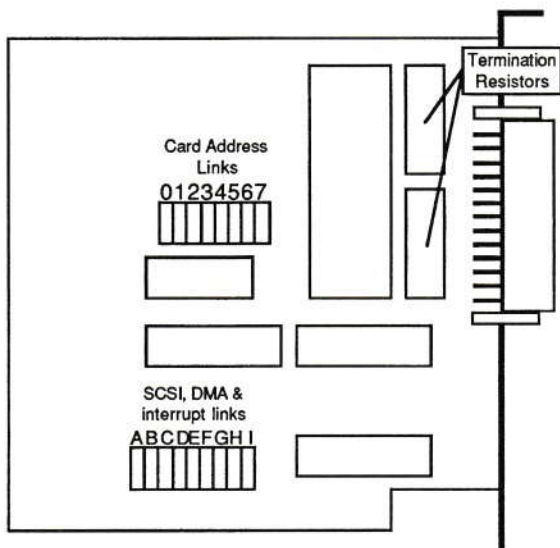 Termination
Resistors
Card Address
Links
01234567
SCSI, DMA &
interrupt links
ABCDEFGHI